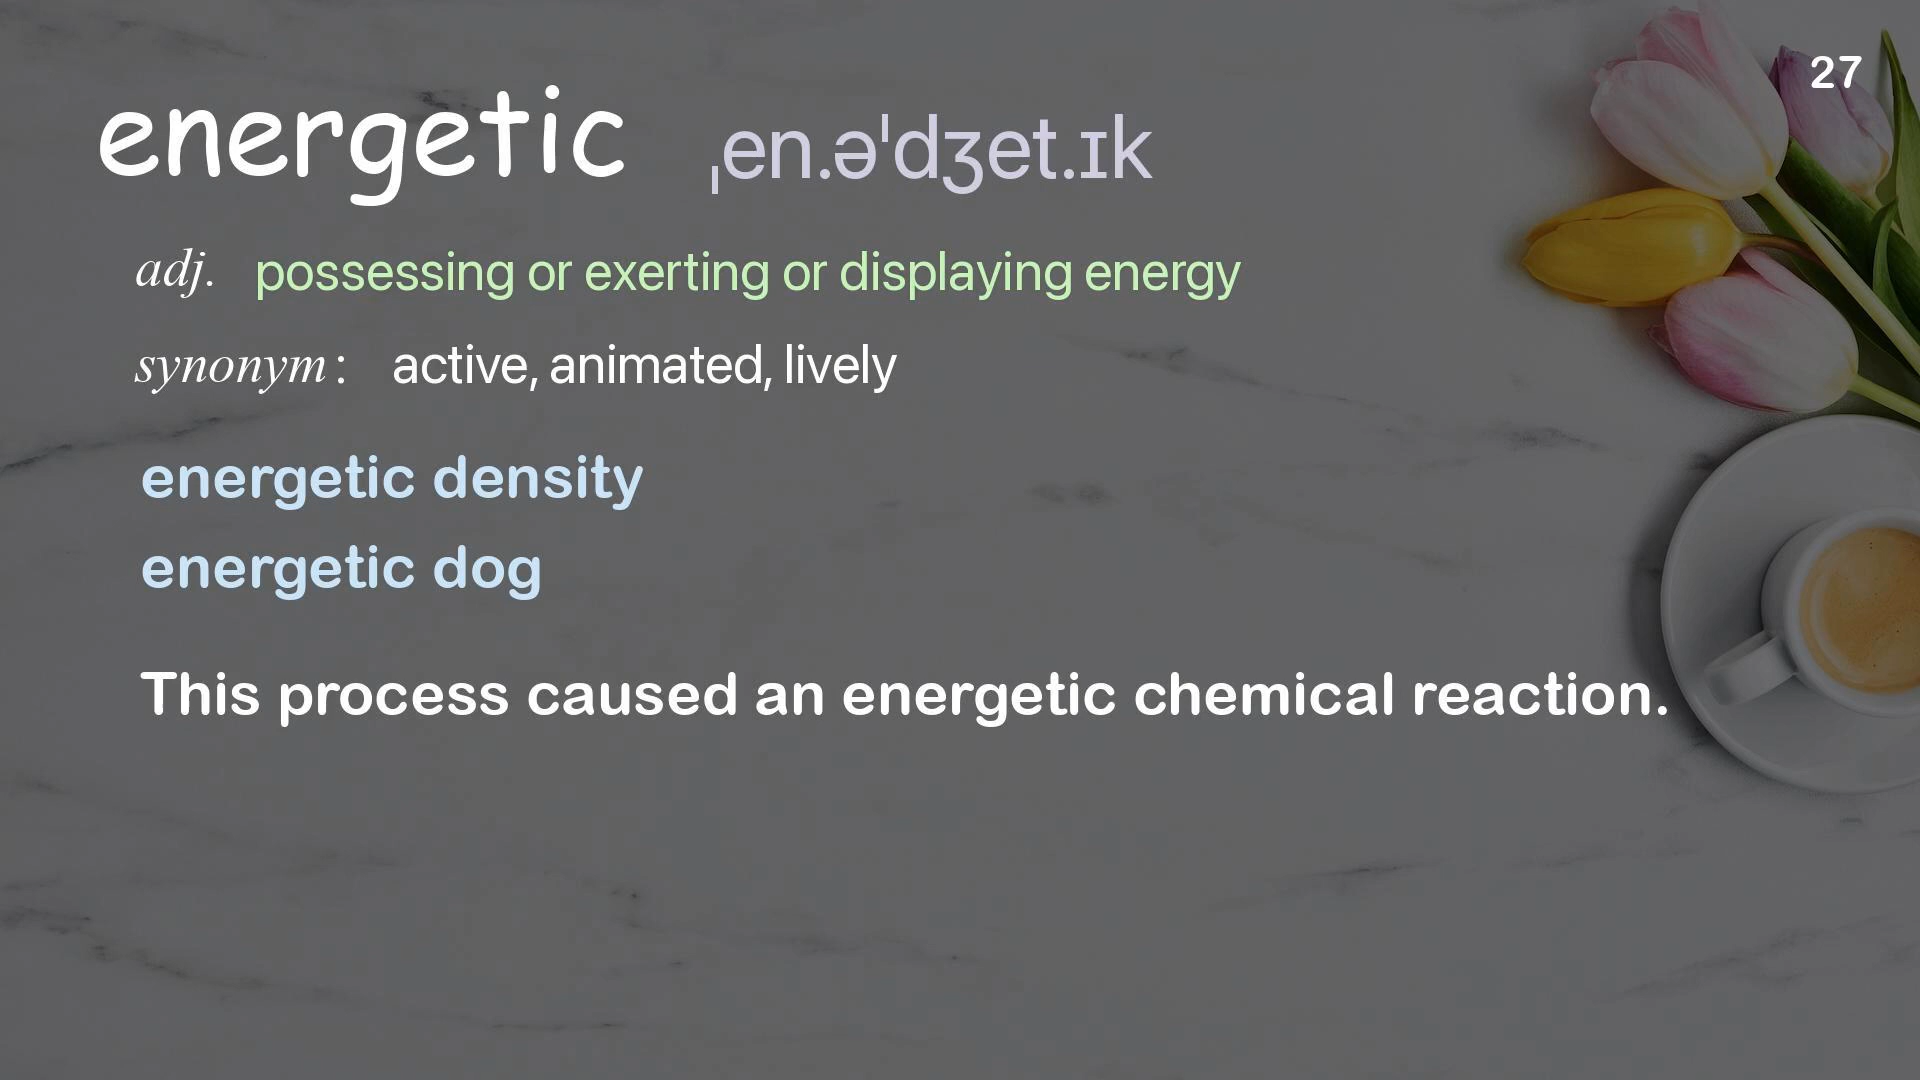 27
energetic ˌen.əˈdʒet.ɪk
adj. possessing or exerting or displaying energy
synonym: active, animated, lively
energetic density
energetic dog
This process caused an energetic chemical reaction.